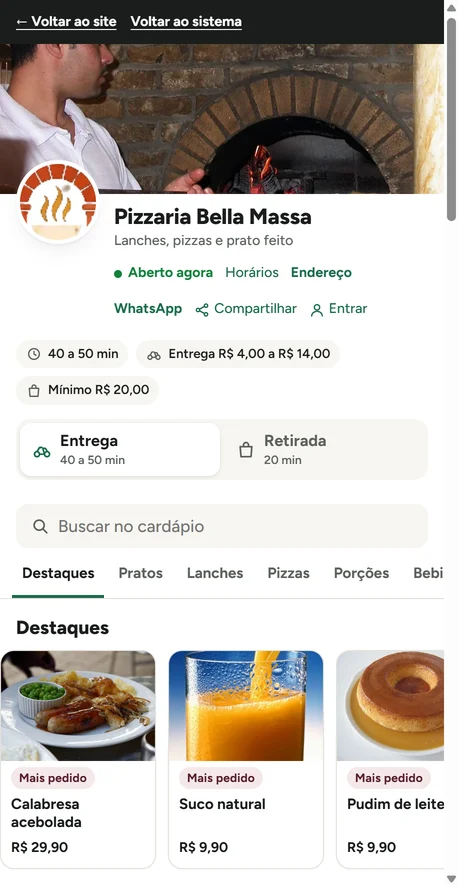 ← Voltar ao site Voltar ao sistema
Pizzaria Bella Massa
Lanches, pizzas e prato feito
Aberto agora Horários Endereço
WhatsApp Compartilhar Entrar
40 a 50 min Entrega R$ 4,00 a R$ 14,00
Mínimo R$ 20,00
Entrega Retirada
40 a 50 min 20 min
Buscar no cardápio
Destaques Pratos Lanches Pizzas Porções Bebi
Destaques
Mais pedido Mais pedido Mais pedido
Calabresa Suco natural Pudim de leite
acebolada
R$ 29,90 R$ 9,90 R$ 9,90